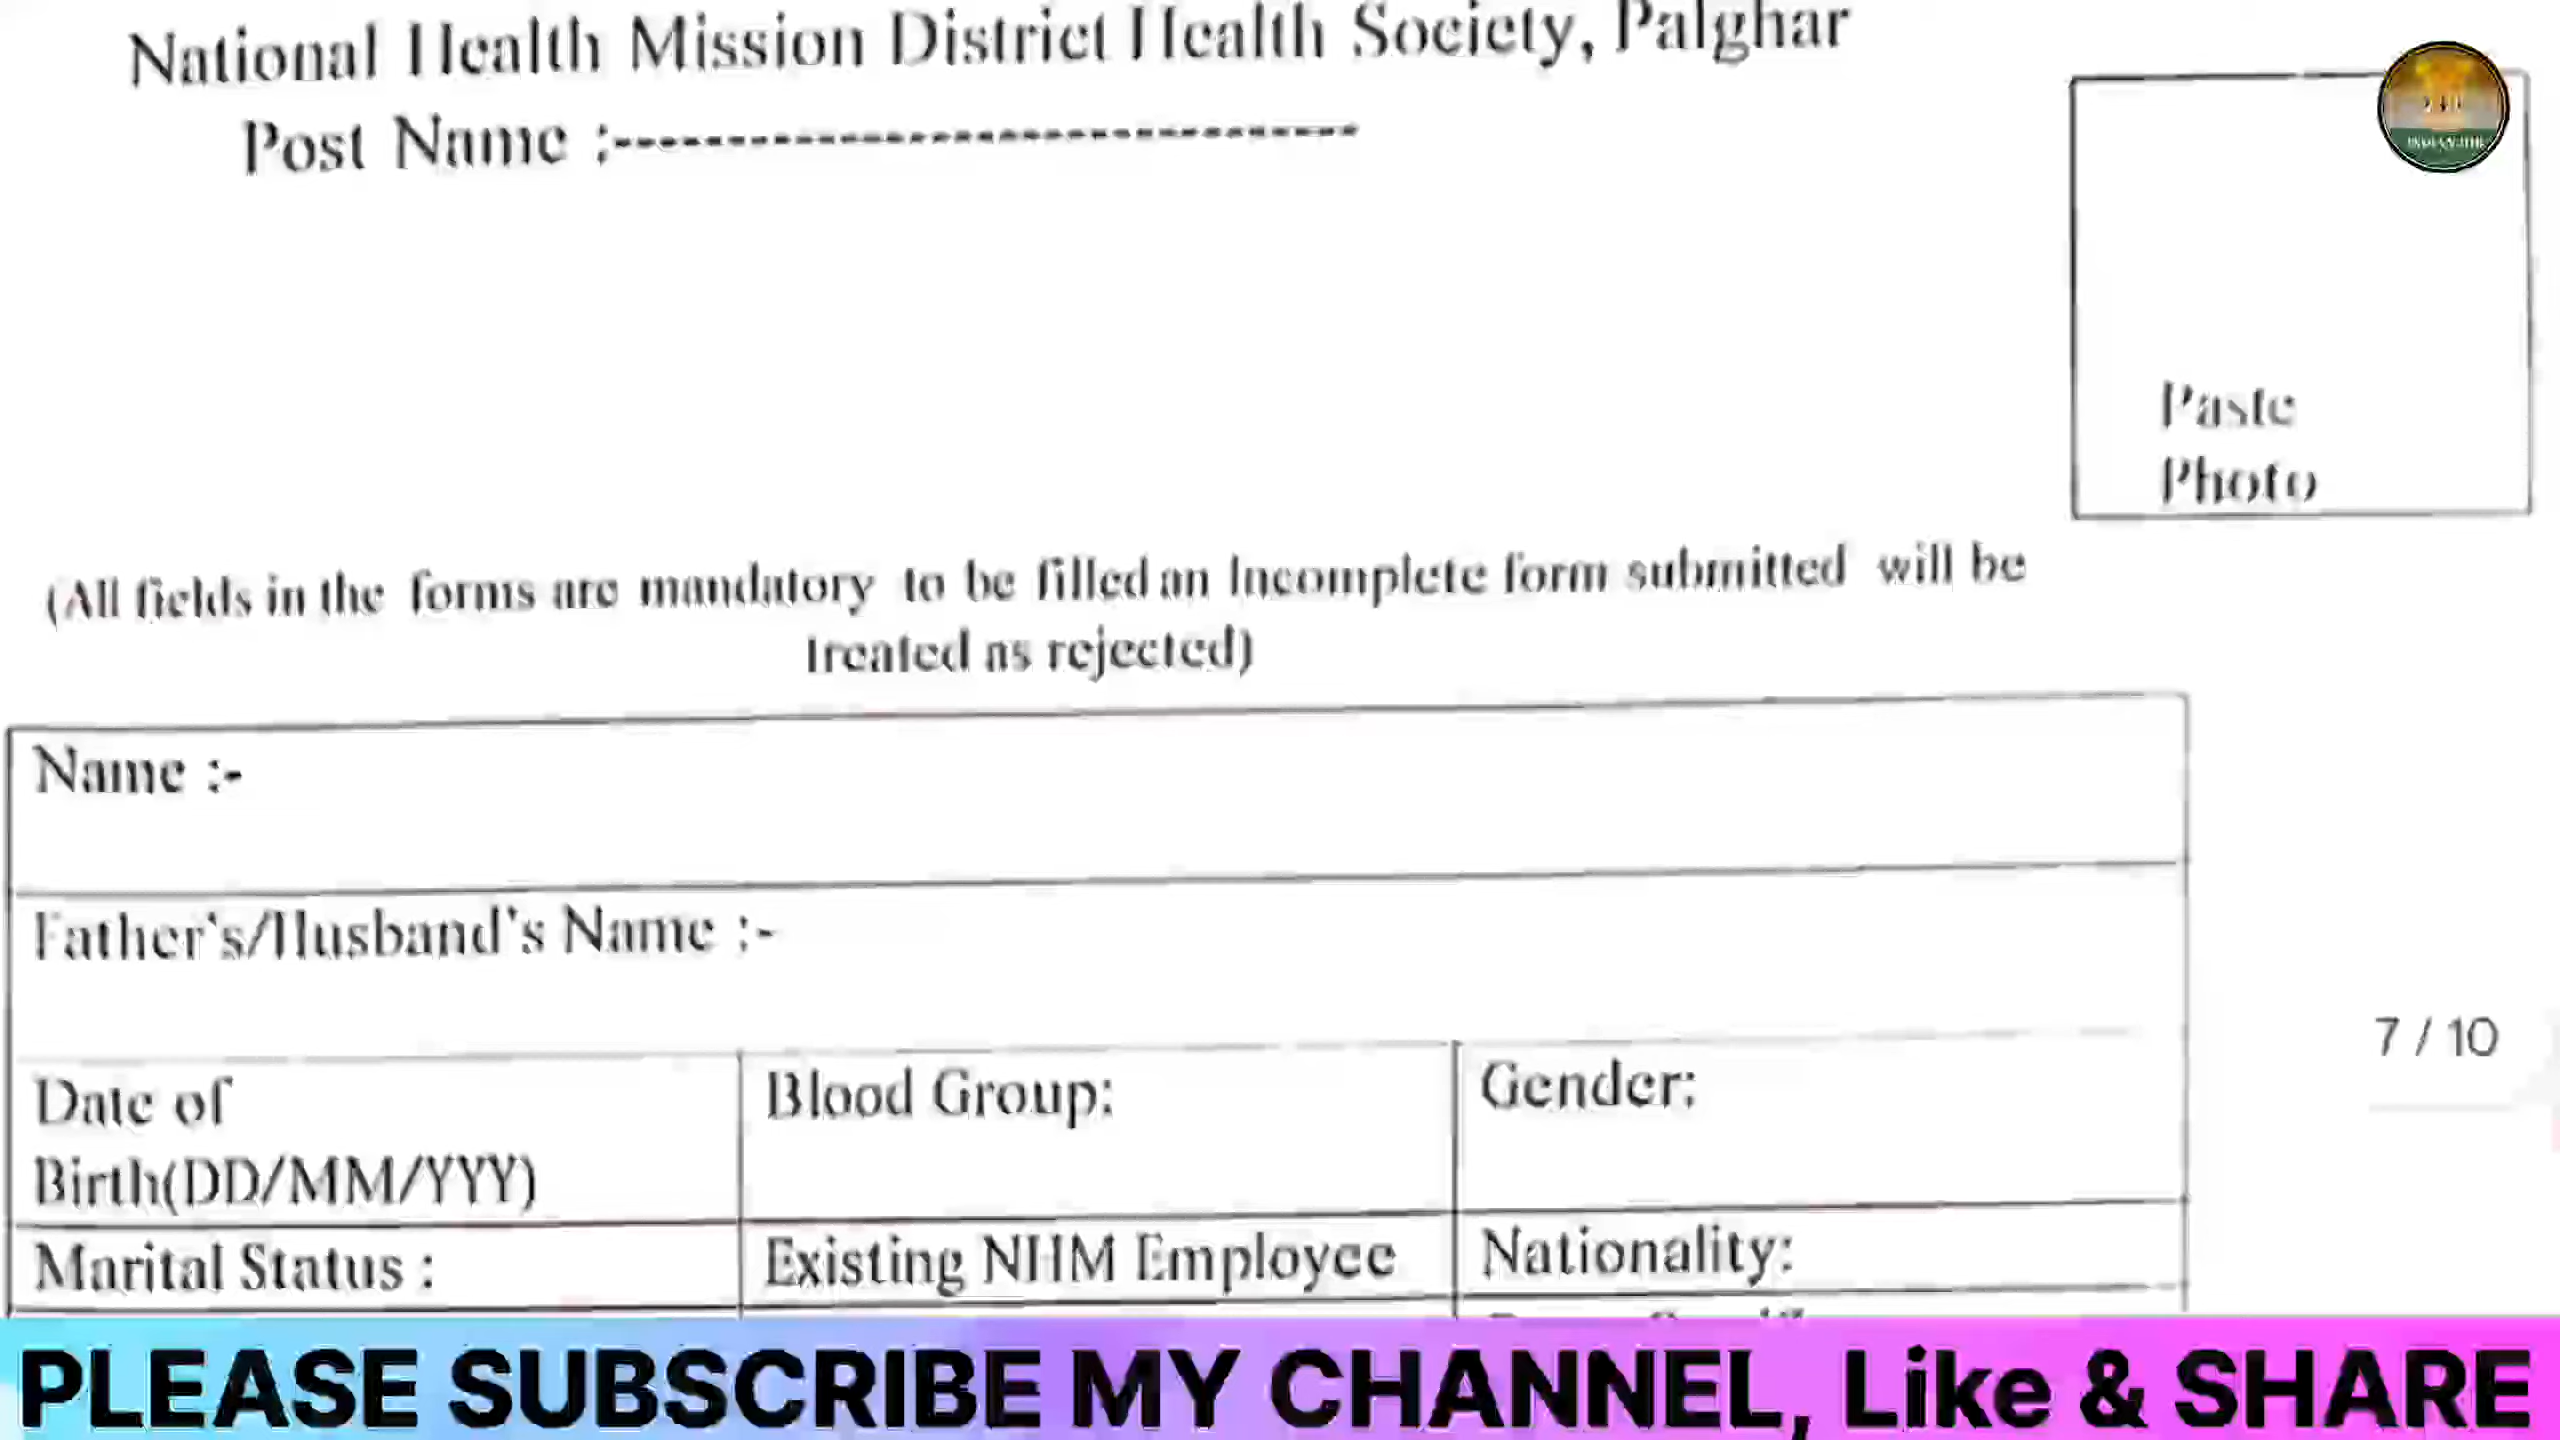 National Health Mission District Health Society, Palghar
Post Name :---------------------------------
Paste
Photo
(All fields in the forms are mandatory to be filled an Incomplete form submitted will be
treated as rejected)
Name :-
Father's/Husband's Name :-
Date of
Birth(DD/MM/YYY)
Blood Group:
Gender:
Marital Status :
Existing NHM Employee
Nationality:
7 / 10
PLEASE SUBSCRIBE MY CHANNEL, Like & SHARE